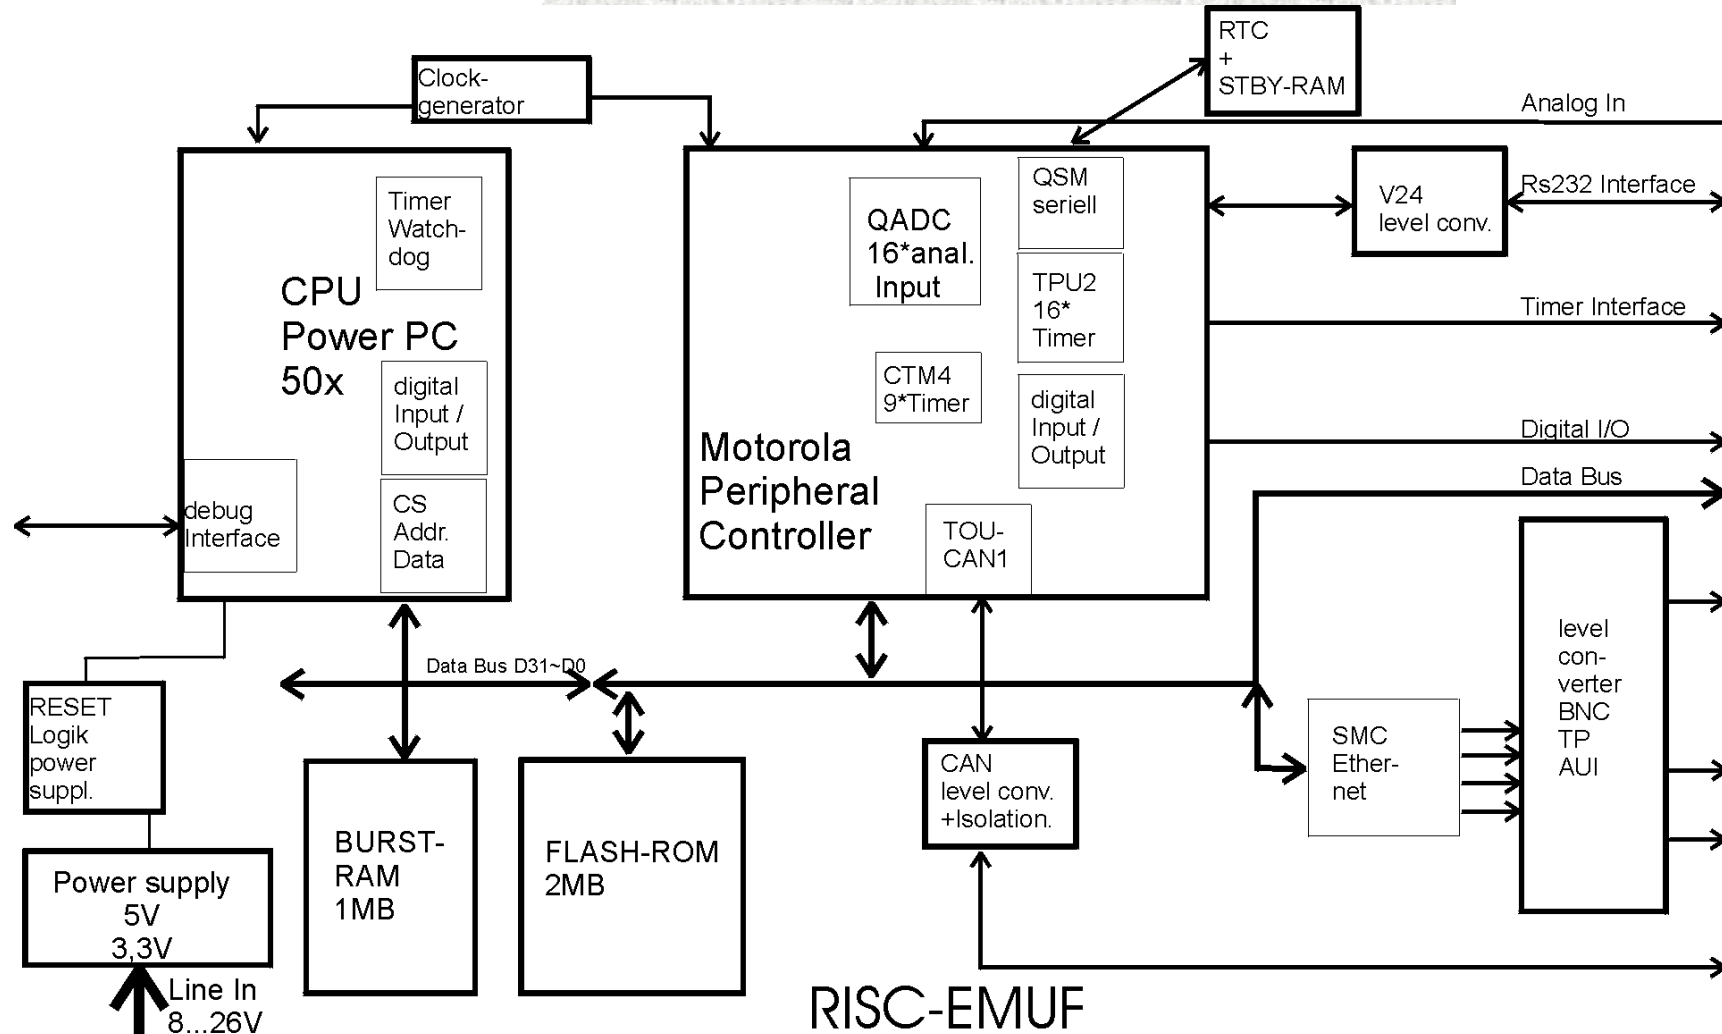 RTC
+
STBY-RAM
Clock-
generator
Analog In
Timer
Watch-
dog
CPU
Power PC
50x
digital
Input /
Output
debug
Interface
CS
Addr.
Data
QADC
16*anal.
Input
QSM
seriell
TPU2
16*
Timer
CTM4
9*Timer
digital
Input /
Output
Motorola
Peripheral
Controller
TOU-
CAN1
V24
level conv.
Rs232 Interface
Timer Interface
Digital I/O
Data Bus
Data Bus D31~D0
RESET
Logik
power
suppl.
Power supply
5V
3,3V
Line In
8...26V
BURST-
RAM
1MB
FLASH-ROM
2MB
CAN
level conv.
+Isolation.
SMC
Ether-
net
level
con-
verter
BNC
TP
AUI
RISC-EMUF